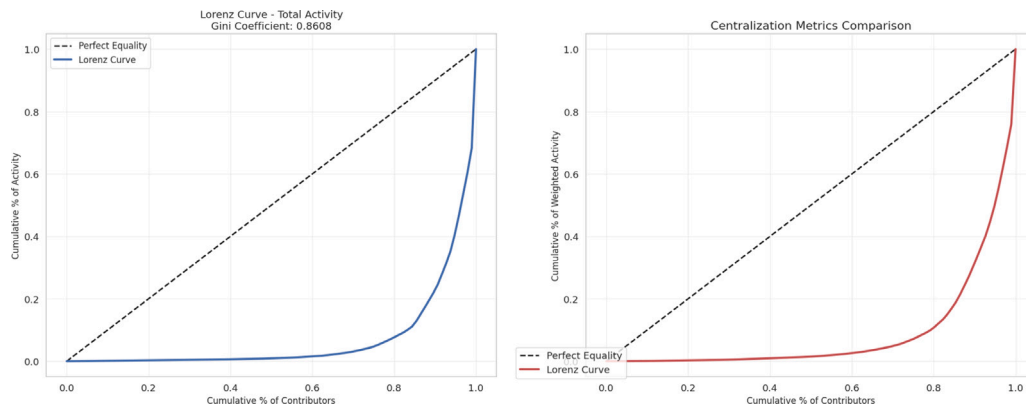 Lorenz Curve - Total Activity
Gini Coefficient: 0.8608
Perfect Equality
Lorenz Curve
Cumulative % of Activity
1.0
0.8
0.6
0.4
0.2
0.0
0.0 0.2 0.4 0.6 0.8 1.0
Cumulative % of Contributors
Centralization Metrics Comparison
Cumulative % of Weighted Activity
1.0
0.8
0.6
0.4
0.2
Perfect Equality
Lorenz Curve
0.0 0.2 0.4 0.6 0.8 1.0
Cumulative % of Contributors